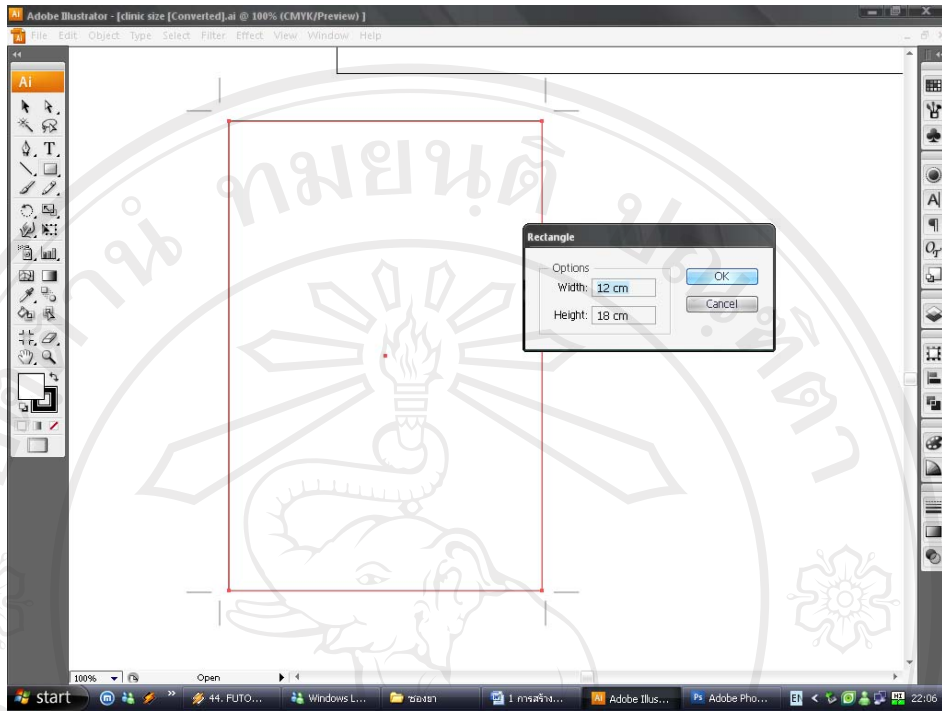 Adobe Illustrator - [clinic size [Converted].ai @ 100% (CMYK/Preview) ]
File Edit Object Type Select Filter Effect View Window Help
Ai
Rectangle
Options
Width: 12 cm
Height: 18 cm
OK
Cancel
100%
Open
start
44. FUTO...
Windows L...
ซองยา
1 การสร้าง...
Adobe Illus...
Adobe Pho...
22:06